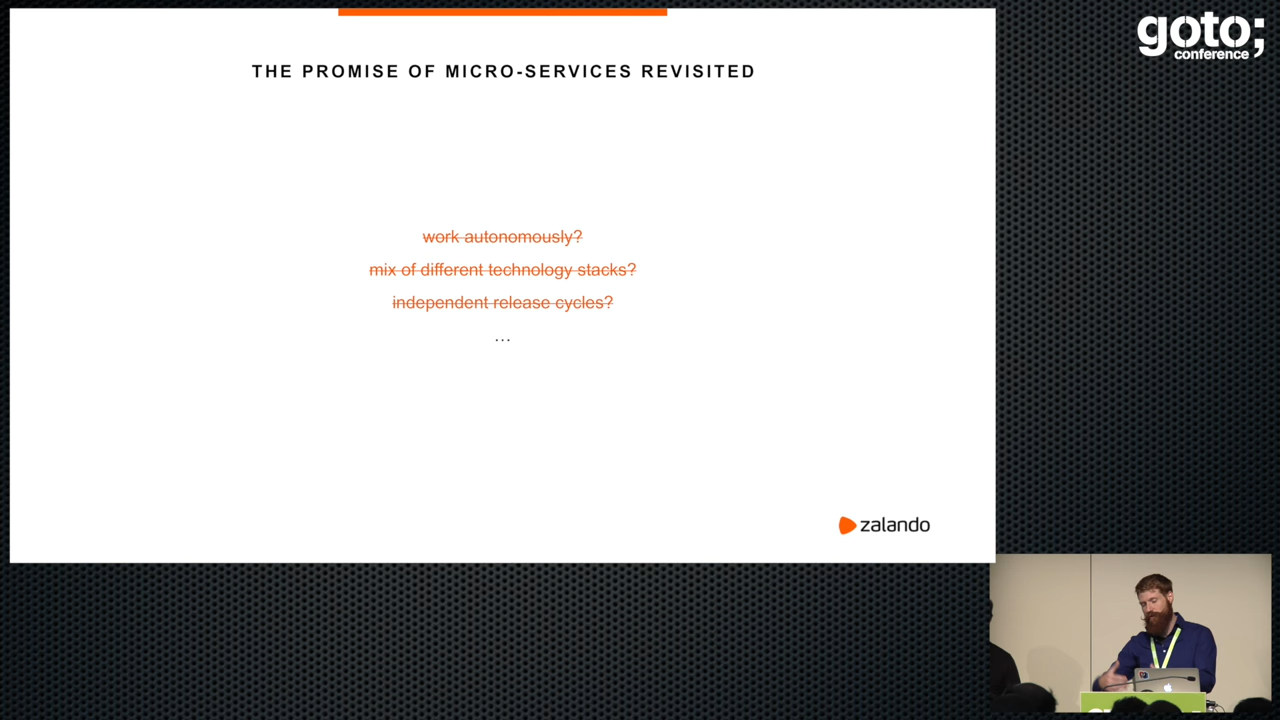 goto;
conference
THE PROMISE OF MICRO-SERVICES REVISITED
work autonomously?
mix of different technology stacks?
independent release cycles?
...
zalando